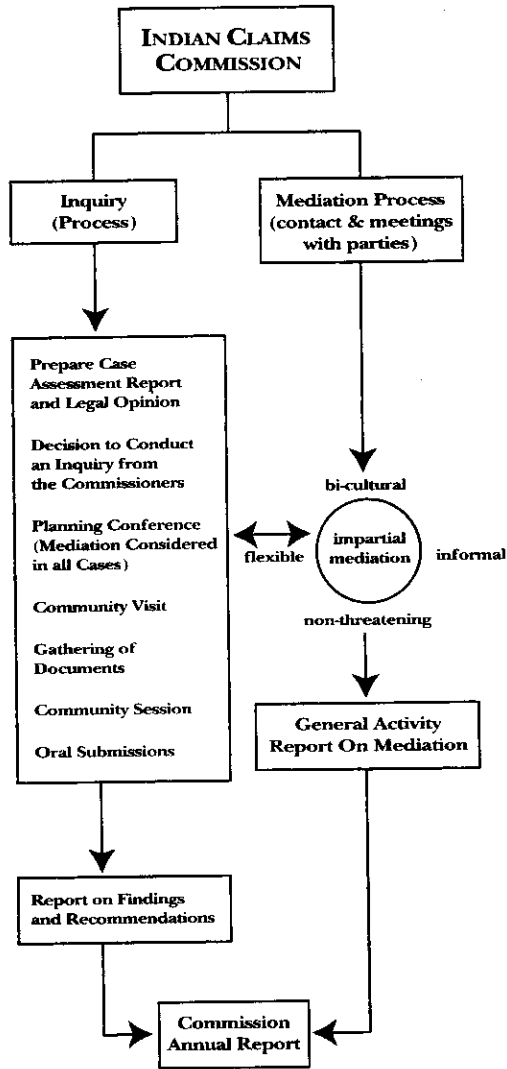 INDIAN CLAIMS
COMMISSION
Inquiry
(Process)
Mediation Process
(contact & meetings
with parties)
Prepare Case
Assessment Report
and Legal Opinion
Decision to Conduct
an Inquiry from
the Commissioners
Planning Conference
(Mediation Considered
in all Cases)
Community Visit
Gathering of
Documents
Community Session
Oral Submissions
bi-cultural
flexible
impartial
mediation
informal
non-threatening
General Activity
Report On Mediation
Report on Findings
and Recommendations
Commission
Annual Report